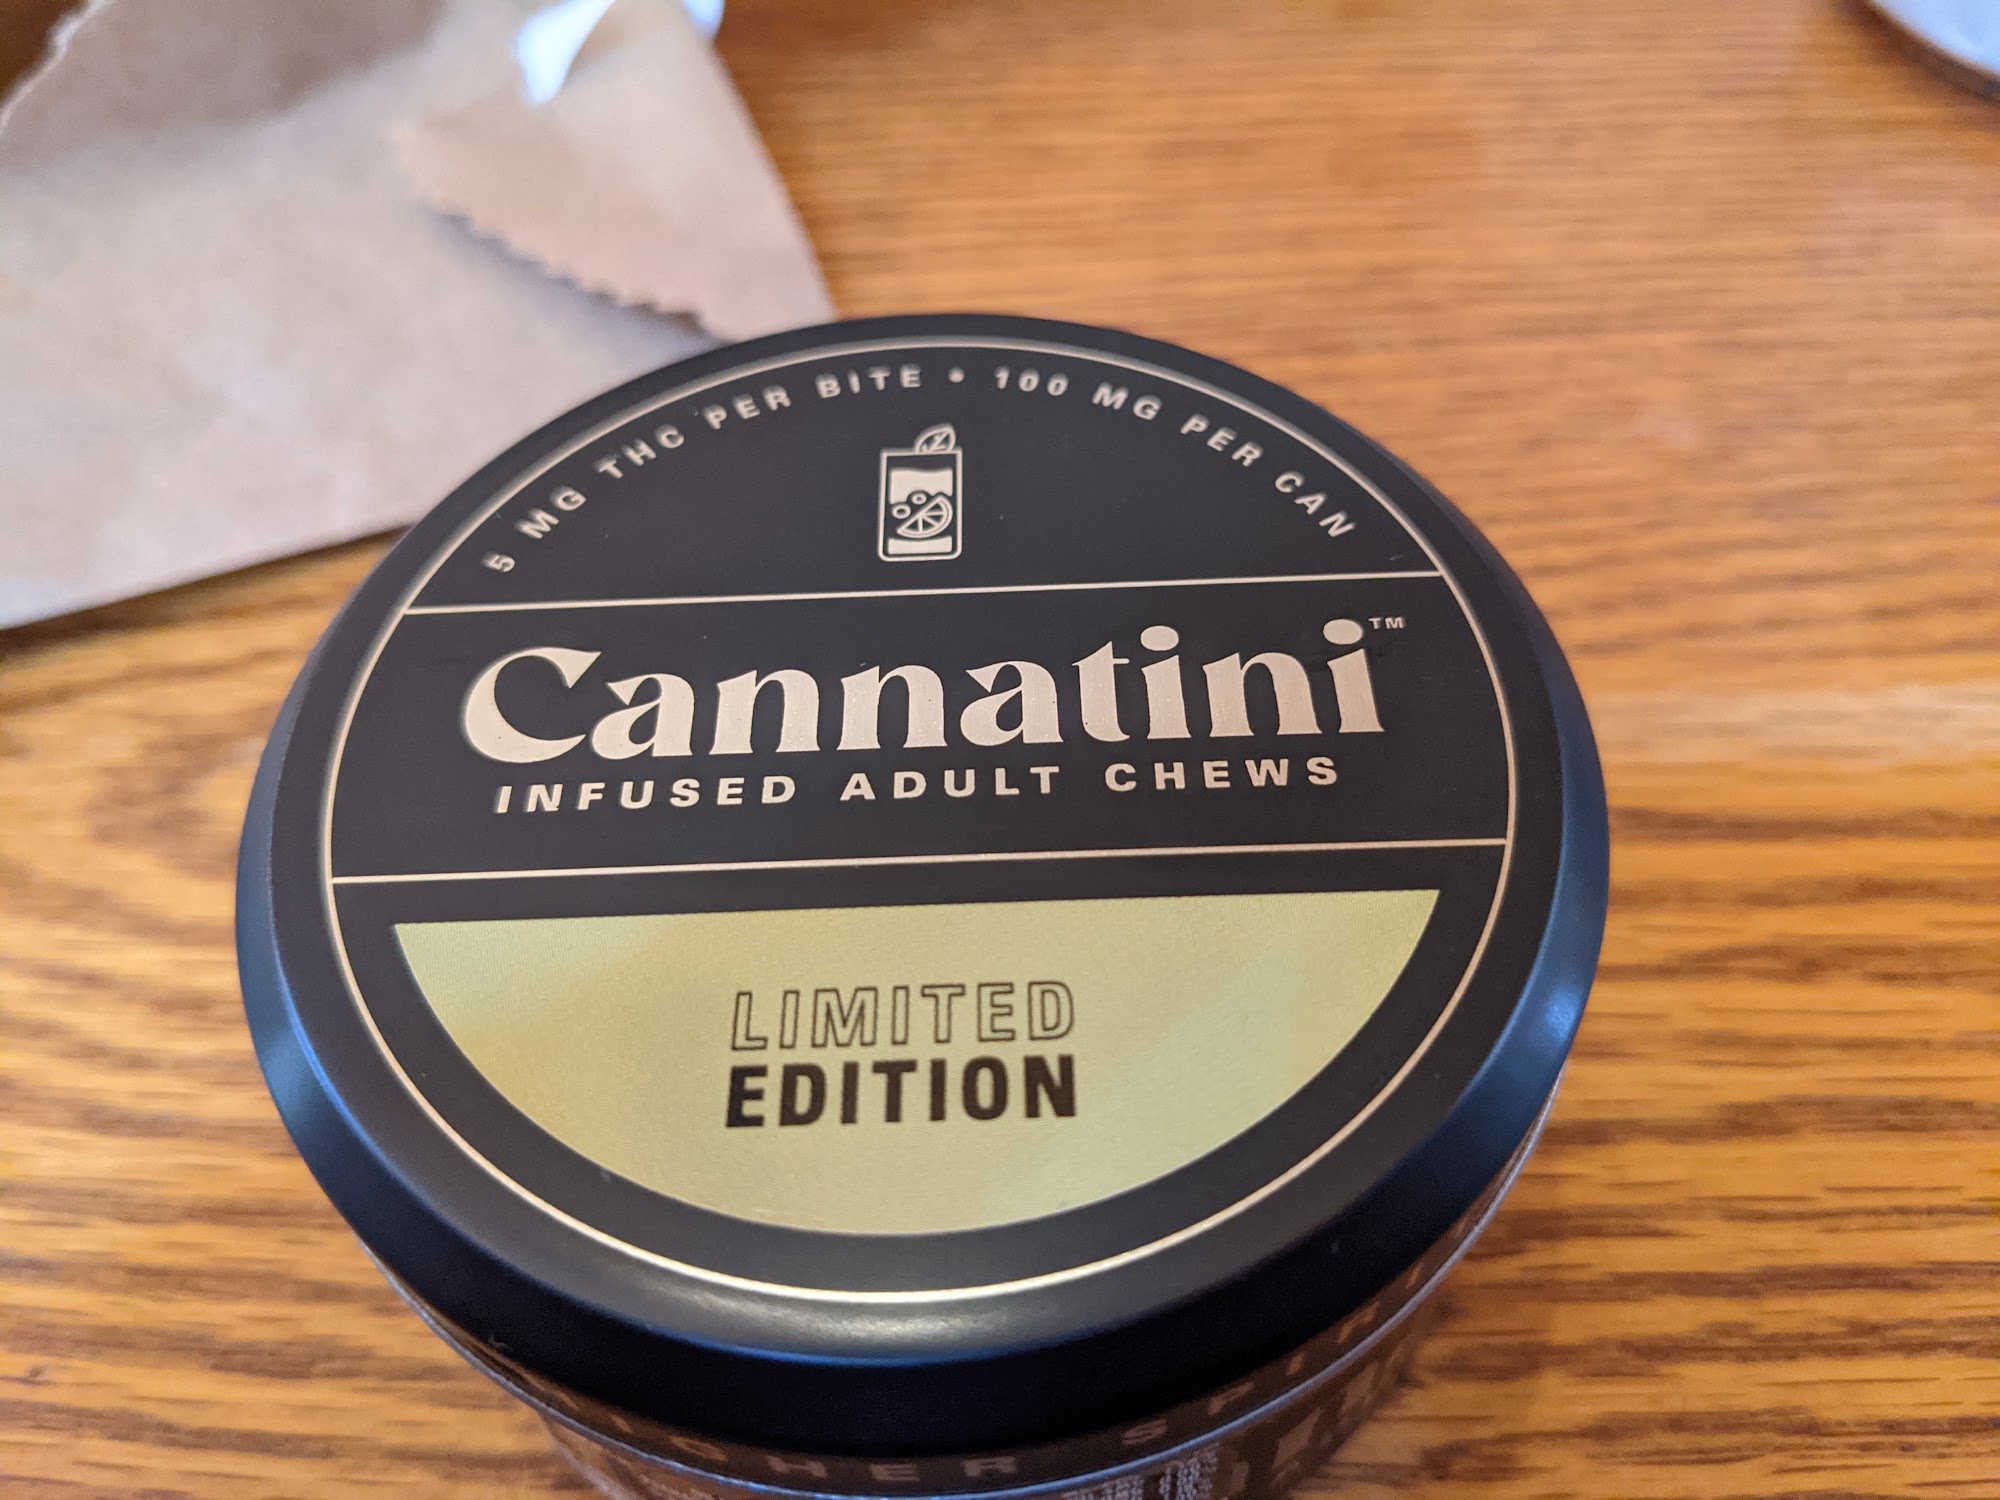 5 MG THC PER BITE • 100 MG PER CAN
Cannatini™
INFUSED ADULT CHEWS
LIMITED
EDITION